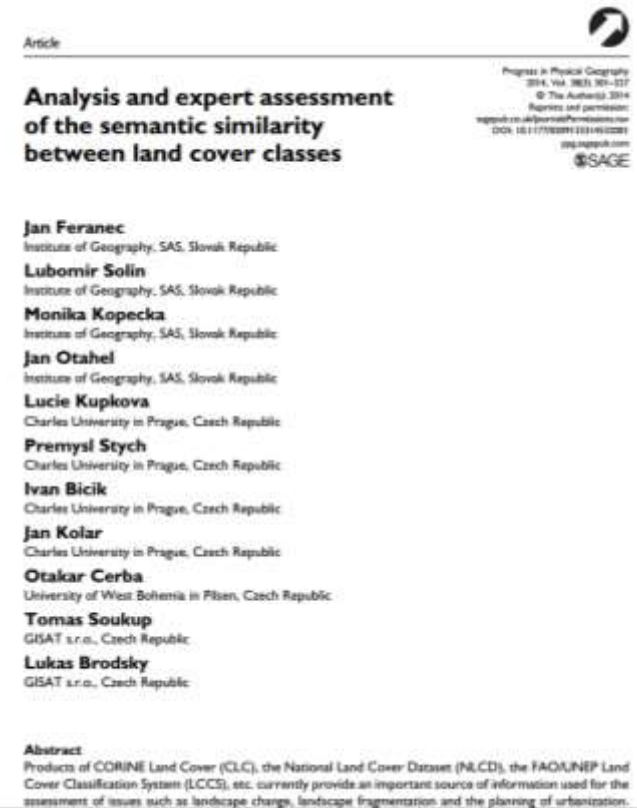 Article
Progress in Physical Geography
2014, Vol. 38(3) 301–327
© The Author(s) 2014
Reprints and permission:
sagepub.co.uk/journalsPermissions.nav
ppg.sagepub.com
SAGE
Analysis and expert assessment
of the semantic similarity
between land cover classes
Jan Feranec
Institute of Geography, SAS, Slovak Republic
Lubomir Solin
Institute of Geography, SAS, Slovak Republic
Monika Kopecka
Institute of Geography, SAS, Slovak Republic
Jan Otahel
Institute of Geography, SAS, Slovak Republic
Lucie Kupkova
Charles University in Prague, Czech Republic
Premysl Stych
Charles University in Prague, Czech Republic
Ivan Bicik
Charles University in Prague, Czech Republic
Jan Kolar
Charles University in Prague, Czech Republic
Otakar Cerba
University of West Bohemia in Pilsen, Czech Republic
Tomas Soukup
GISAT s.r.o., Czech Republic
Lukas Brodsky
GISAT s.r.o., Czech Republic
Abstract
Products of CORINE Land Cover (CLC), the National Land Cover Dataset (NLCD), the FAO/UNEP Land
Cover Classification System (LCCS), etc. currently provide an important source of information used for the
assessment of issues such as landscape change, landscape fragmentation and the planning of urbanization.